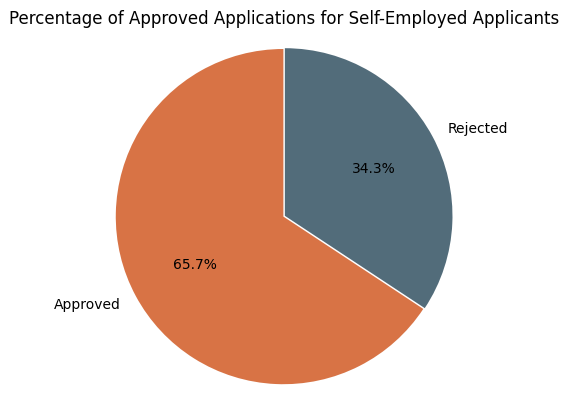 Percentage of Approved Applications for Self-Employed Applicants
Rejected
34.3%
65.7%
Approved